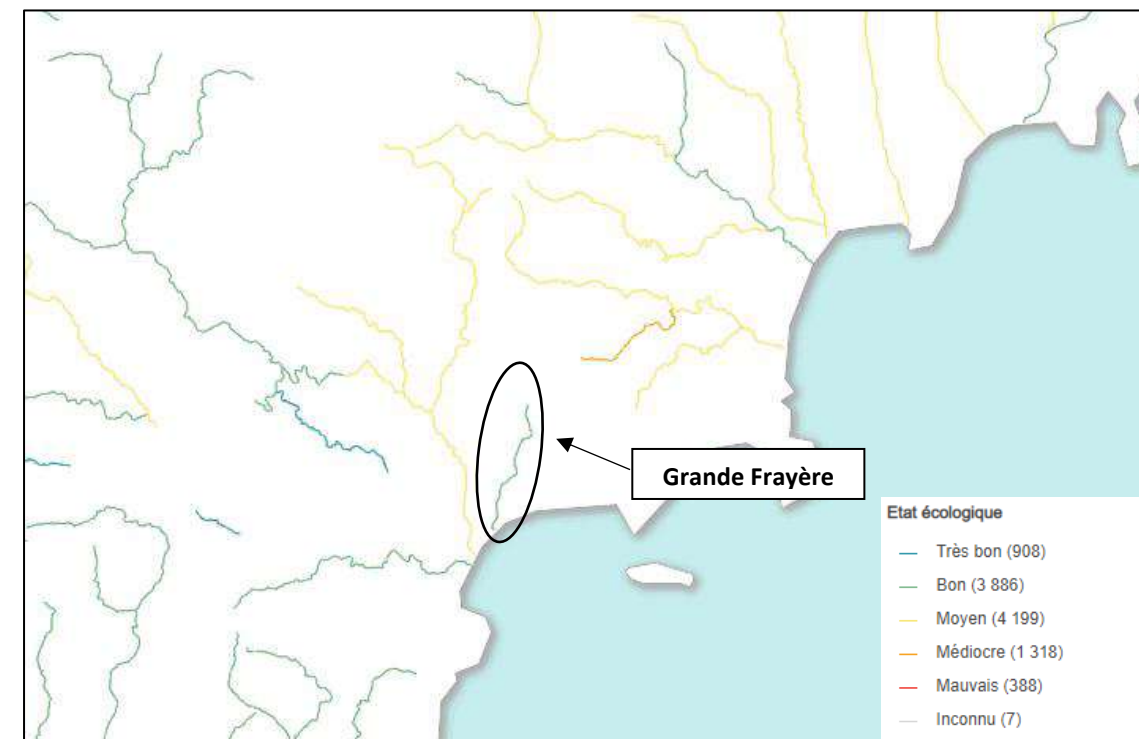 Grande Frayère
Etat écologique
Très bon (908)
Bon (3 886)
Moyen (4 199)
Médiocre (1 318)
Mauvais (388)
Inconnu (7)